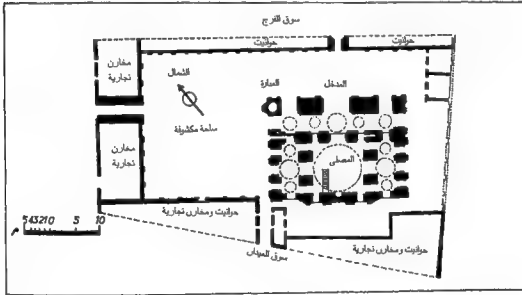 سوق الفرج
حوانيت
حوانيت
مخازن
تجارية
الشمال
المنارة
المدخل
ساحة مكشوفة
المصلى
مخازن
تجارية
حوانيت ومخازن تجارية
5 4 3 2 1 0 5 10
م
سوق العبدلي
حوانيت ومخازن تجارية